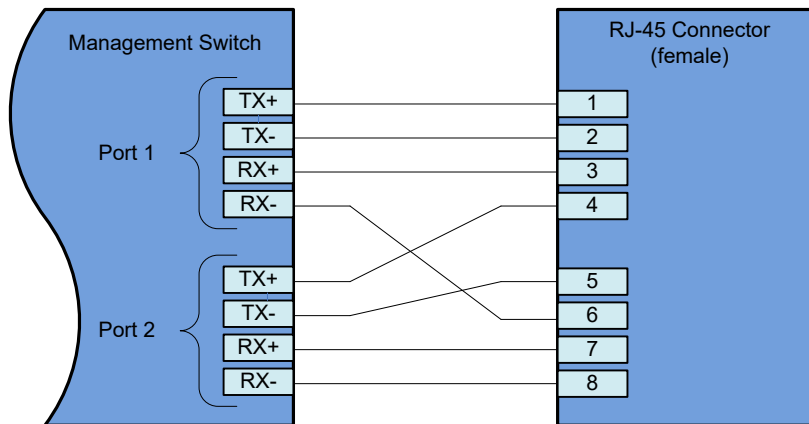 Management Switch
RJ-45 Connector
(female)
Port 1
TX+
TX-
RX+
RX-
Port 2
TX+
TX-
RX+
RX-
1
2
3
4
5
6
7
8